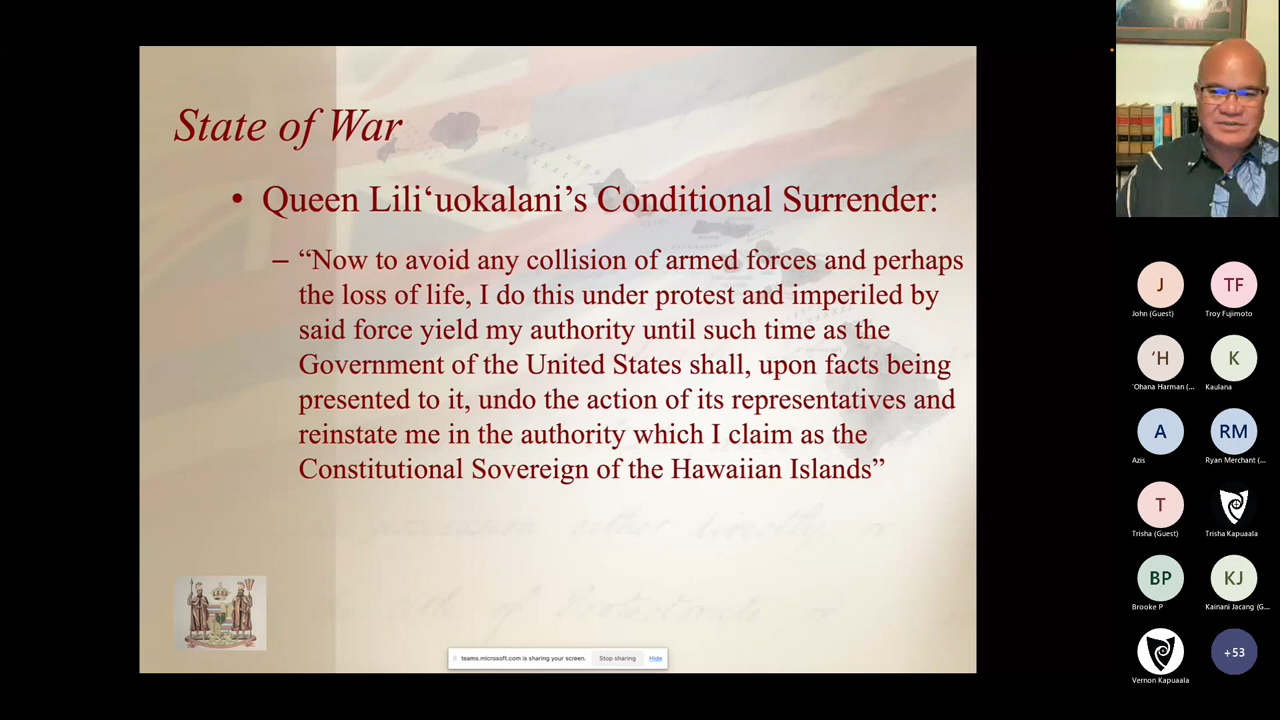 State of War
• Queen Lili‘uokalani’s Conditional Surrender:
– “Now to avoid any collision of armed forces and perhaps
the loss of life, I do this under protest and imperiled by
said force yield my authority until such time as the
Government of the United States shall, upon facts being
presented to it, undo the action of its representatives and
reinstate me in the authority which I claim as the
Constitutional Sovereign of the Hawaiian Islands”
teams.microsoft.com is sharing your screen. Stop sharing Hide
J TF
John (Guest) Troy Fujimoto
'H K
'Ohana Harman (... Kaulana
A RM
Azis Ryan Merchant (...
T
Trisha (Guest) Trisha Kapuaala
BP KJ
Brooke P Kainani Jacang (G...
+53
Vernon Kapuaala